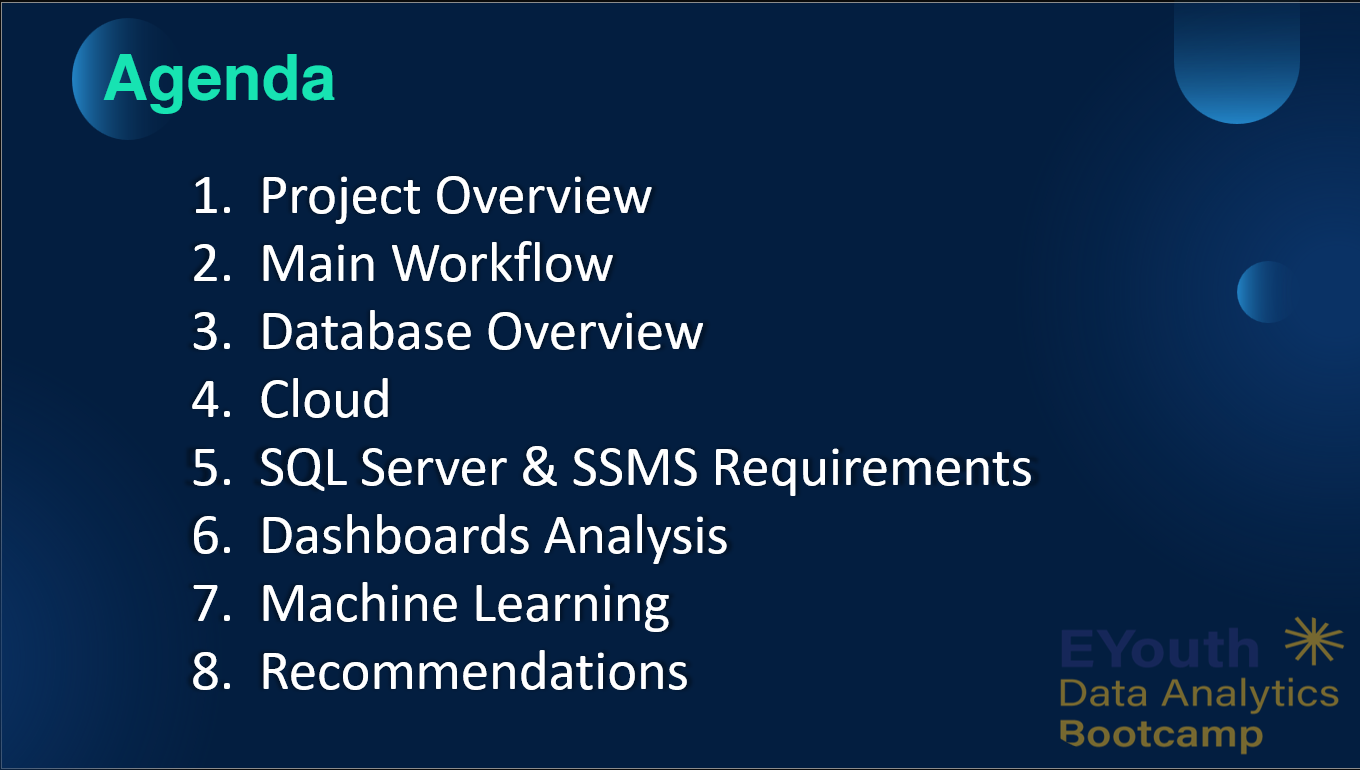 Agenda
1. Project Overview
2. Main Workflow
3. Database Overview
4. Cloud
5. SQL Server & SSMS Requirements
6. Dashboards Analysis
7. Machine Learning
8. Recommendations
EYouth
Data Analytics
Bootcamp